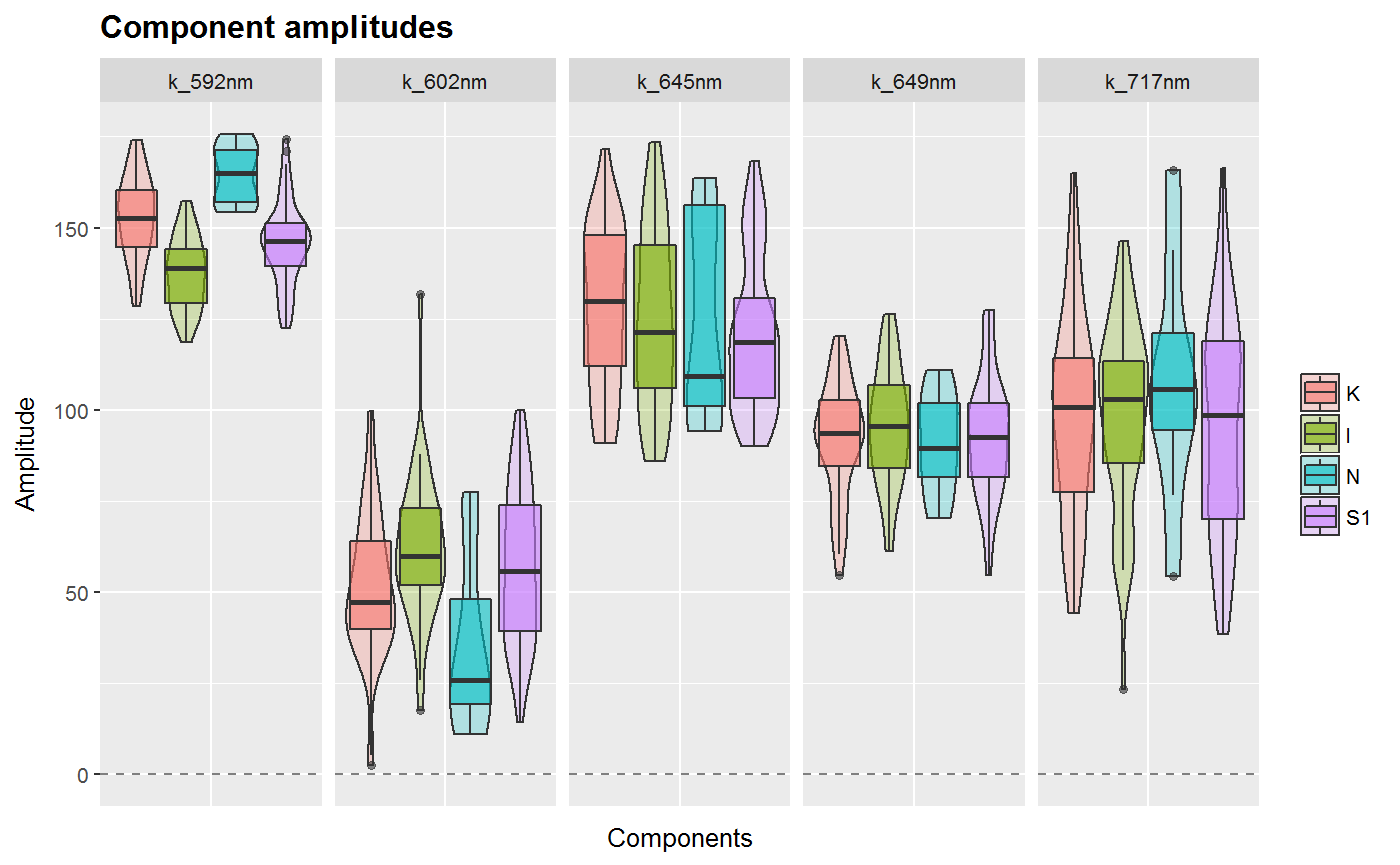 Component amplitudes
k_592nm k_602nm k_645nm k_649nm k_717nm
150
100
50
0
Amplitude
Components
K
I
N
S1